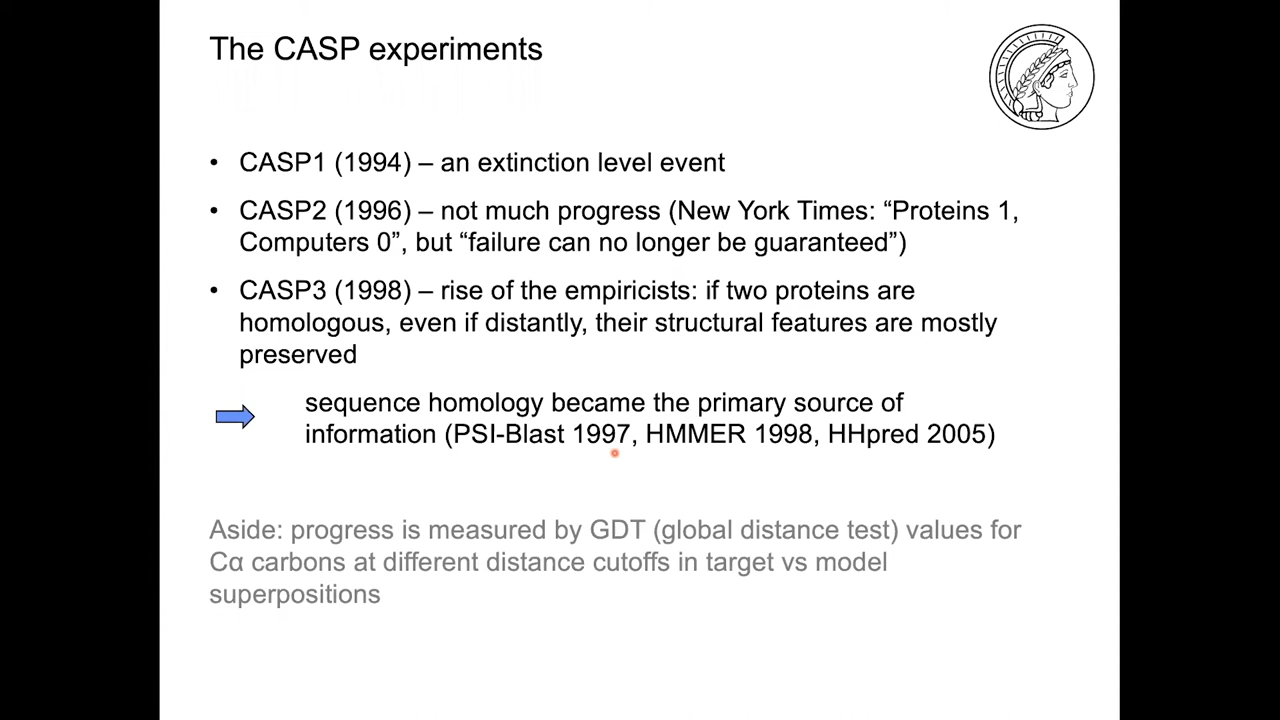 The CASP experiments
• CASP1 (1994) – an extinction level event
• CASP2 (1996) – not much progress (New York Times: “Proteins 1,
Computers 0”, but “failure can no longer be guaranteed”)
• CASP3 (1998) – rise of the empiricists: if two proteins are
homologous, even if distantly, their structural features are mostly
preserved
sequence homology became the primary source of
information (PSI-Blast 1997, HMMER 1998, HHpred 2005)
Aside: progress is measured by GDT (global distance test) values for
Cα carbons at different distance cutoffs in target vs model
superpositions